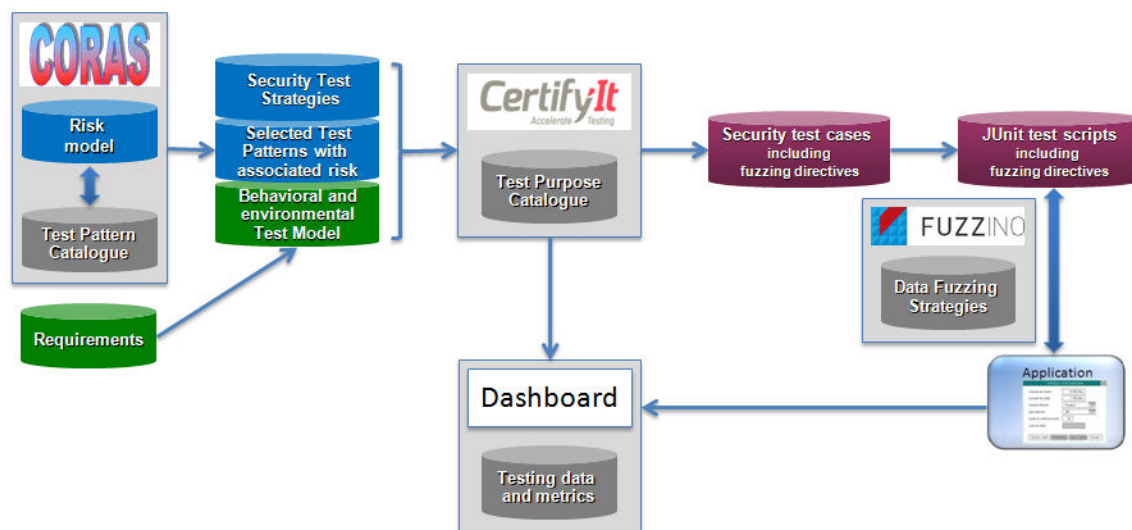 CORAS
Risk
model
Test Pattern
Catalogue
Requirements
Security Test
Strategies
Selected Test
Patterns with
associated risk
Behavioral and
environmental
Test Model
CertifyIt
Accelerate Testing
Test Purpose
Catalogue
Security test cases
including
fuzzing directives
JUnit test scripts
including
fuzzing directives
FUZZINO
Data Fuzzing
Strategies
Application
Dashboard
Testing data
and metrics